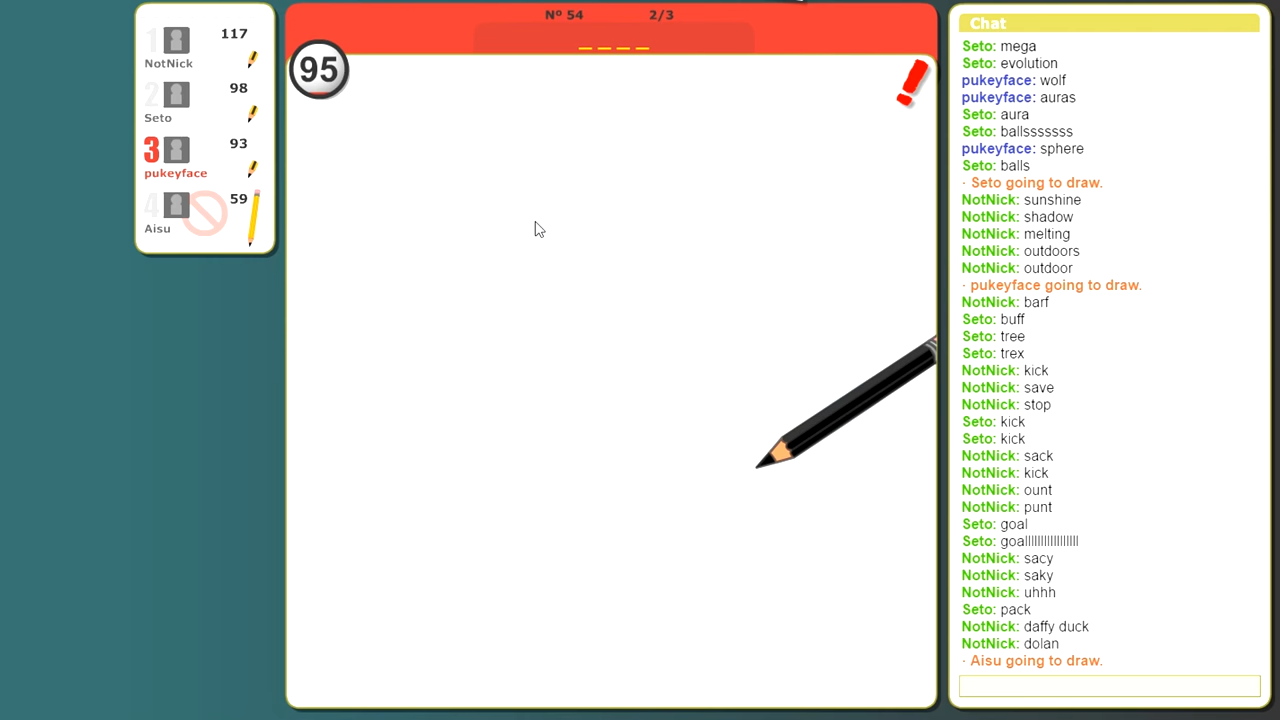 1 117
NotNick
2 98
Seto
3 93
pukeyface
4 59
Aisu
Nº 54 2/3
_ _ _ _
95
!
Chat
Seto: mega
Seto: evolution
pukeyface: wolf
pukeyface: auras
Seto: aura
Seto: ballsssssss
pukeyface: sphere
Seto: balls
· Seto going to draw.
NotNick: sunshine
NotNick: shadow
NotNick: melting
NotNick: outdoors
NotNick: outdoor
· pukeyface going to draw.
NotNick: barf
Seto: buff
Seto: tree
Seto: trex
NotNick: kick
NotNick: save
NotNick: stop
Seto: kick
Seto: kick
NotNick: sack
NotNick: kick
NotNick: ount
NotNick: punt
Seto: goal
Seto: goalllllllllllllllll
NotNick: sacy
NotNick: saky
NotNick: uhhh
Seto: pack
NotNick: daffy duck
NotNick: dolan
· Aisu going to draw.